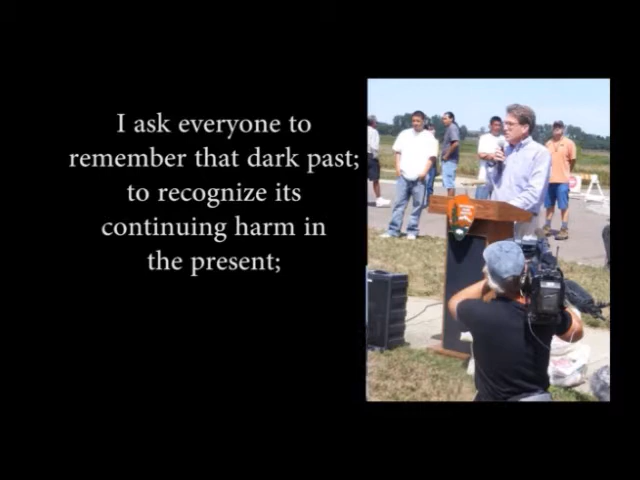 I ask everyone to
remember that dark past;
to recognize its
continuing harm in
the present;